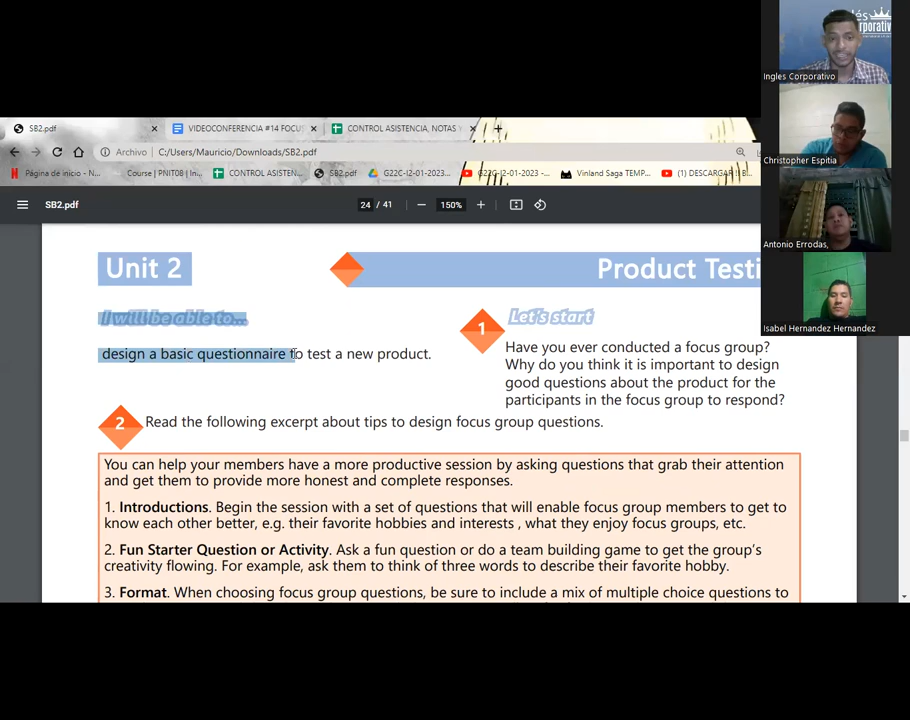 Inglés
Corporativo
Ingles Corporativo
Christopher Espitia
Antonio Errodas,
Isabel Hernandez Hernandez
SB2.pdf
VIDEOCONFERENCIA #14 FOCUS
CONTROL ASISTENCIA, NOTAS Y
Archivo
C:/Users/Mauricio/Downloads/SB2.pdf
Página de inicio - N...
Course | PNIT08 | In...
CONTROL ASISTEN...
SB2.pdf
G22C-I2-01-2023...
G22C-I2-01-2023 -...
Vinland Saga TEMP...
(1) DESCARGAR !! B...
SB2.pdf
24 / 41
150%
Unit 2
Product Testi
I will be able to...
design a basic questionnaire to test a new product.
1
Let's start
Have you ever conducted a focus group?
Why do you think it is important to design
good questions about the product for the
participants in the focus group to respond?
2
Read the following excerpt about tips to design focus group questions.
You can help your members have a more productive session by asking questions that grab their attention
and get them to provide more honest and complete responses.
1. Introductions. Begin the session with a set of questions that will enable focus group members to get to
know each other better, e.g. their favorite hobbies and interests , what they enjoy focus groups, etc.
2. Fun Starter Question or Activity. Ask a fun question or do a team building game to get the group's
creativity flowing. For example, ask them to think of three words to describe their favorite hobby.
3. Format. When choosing focus group questions, be sure to include a mix of multiple choice questions to